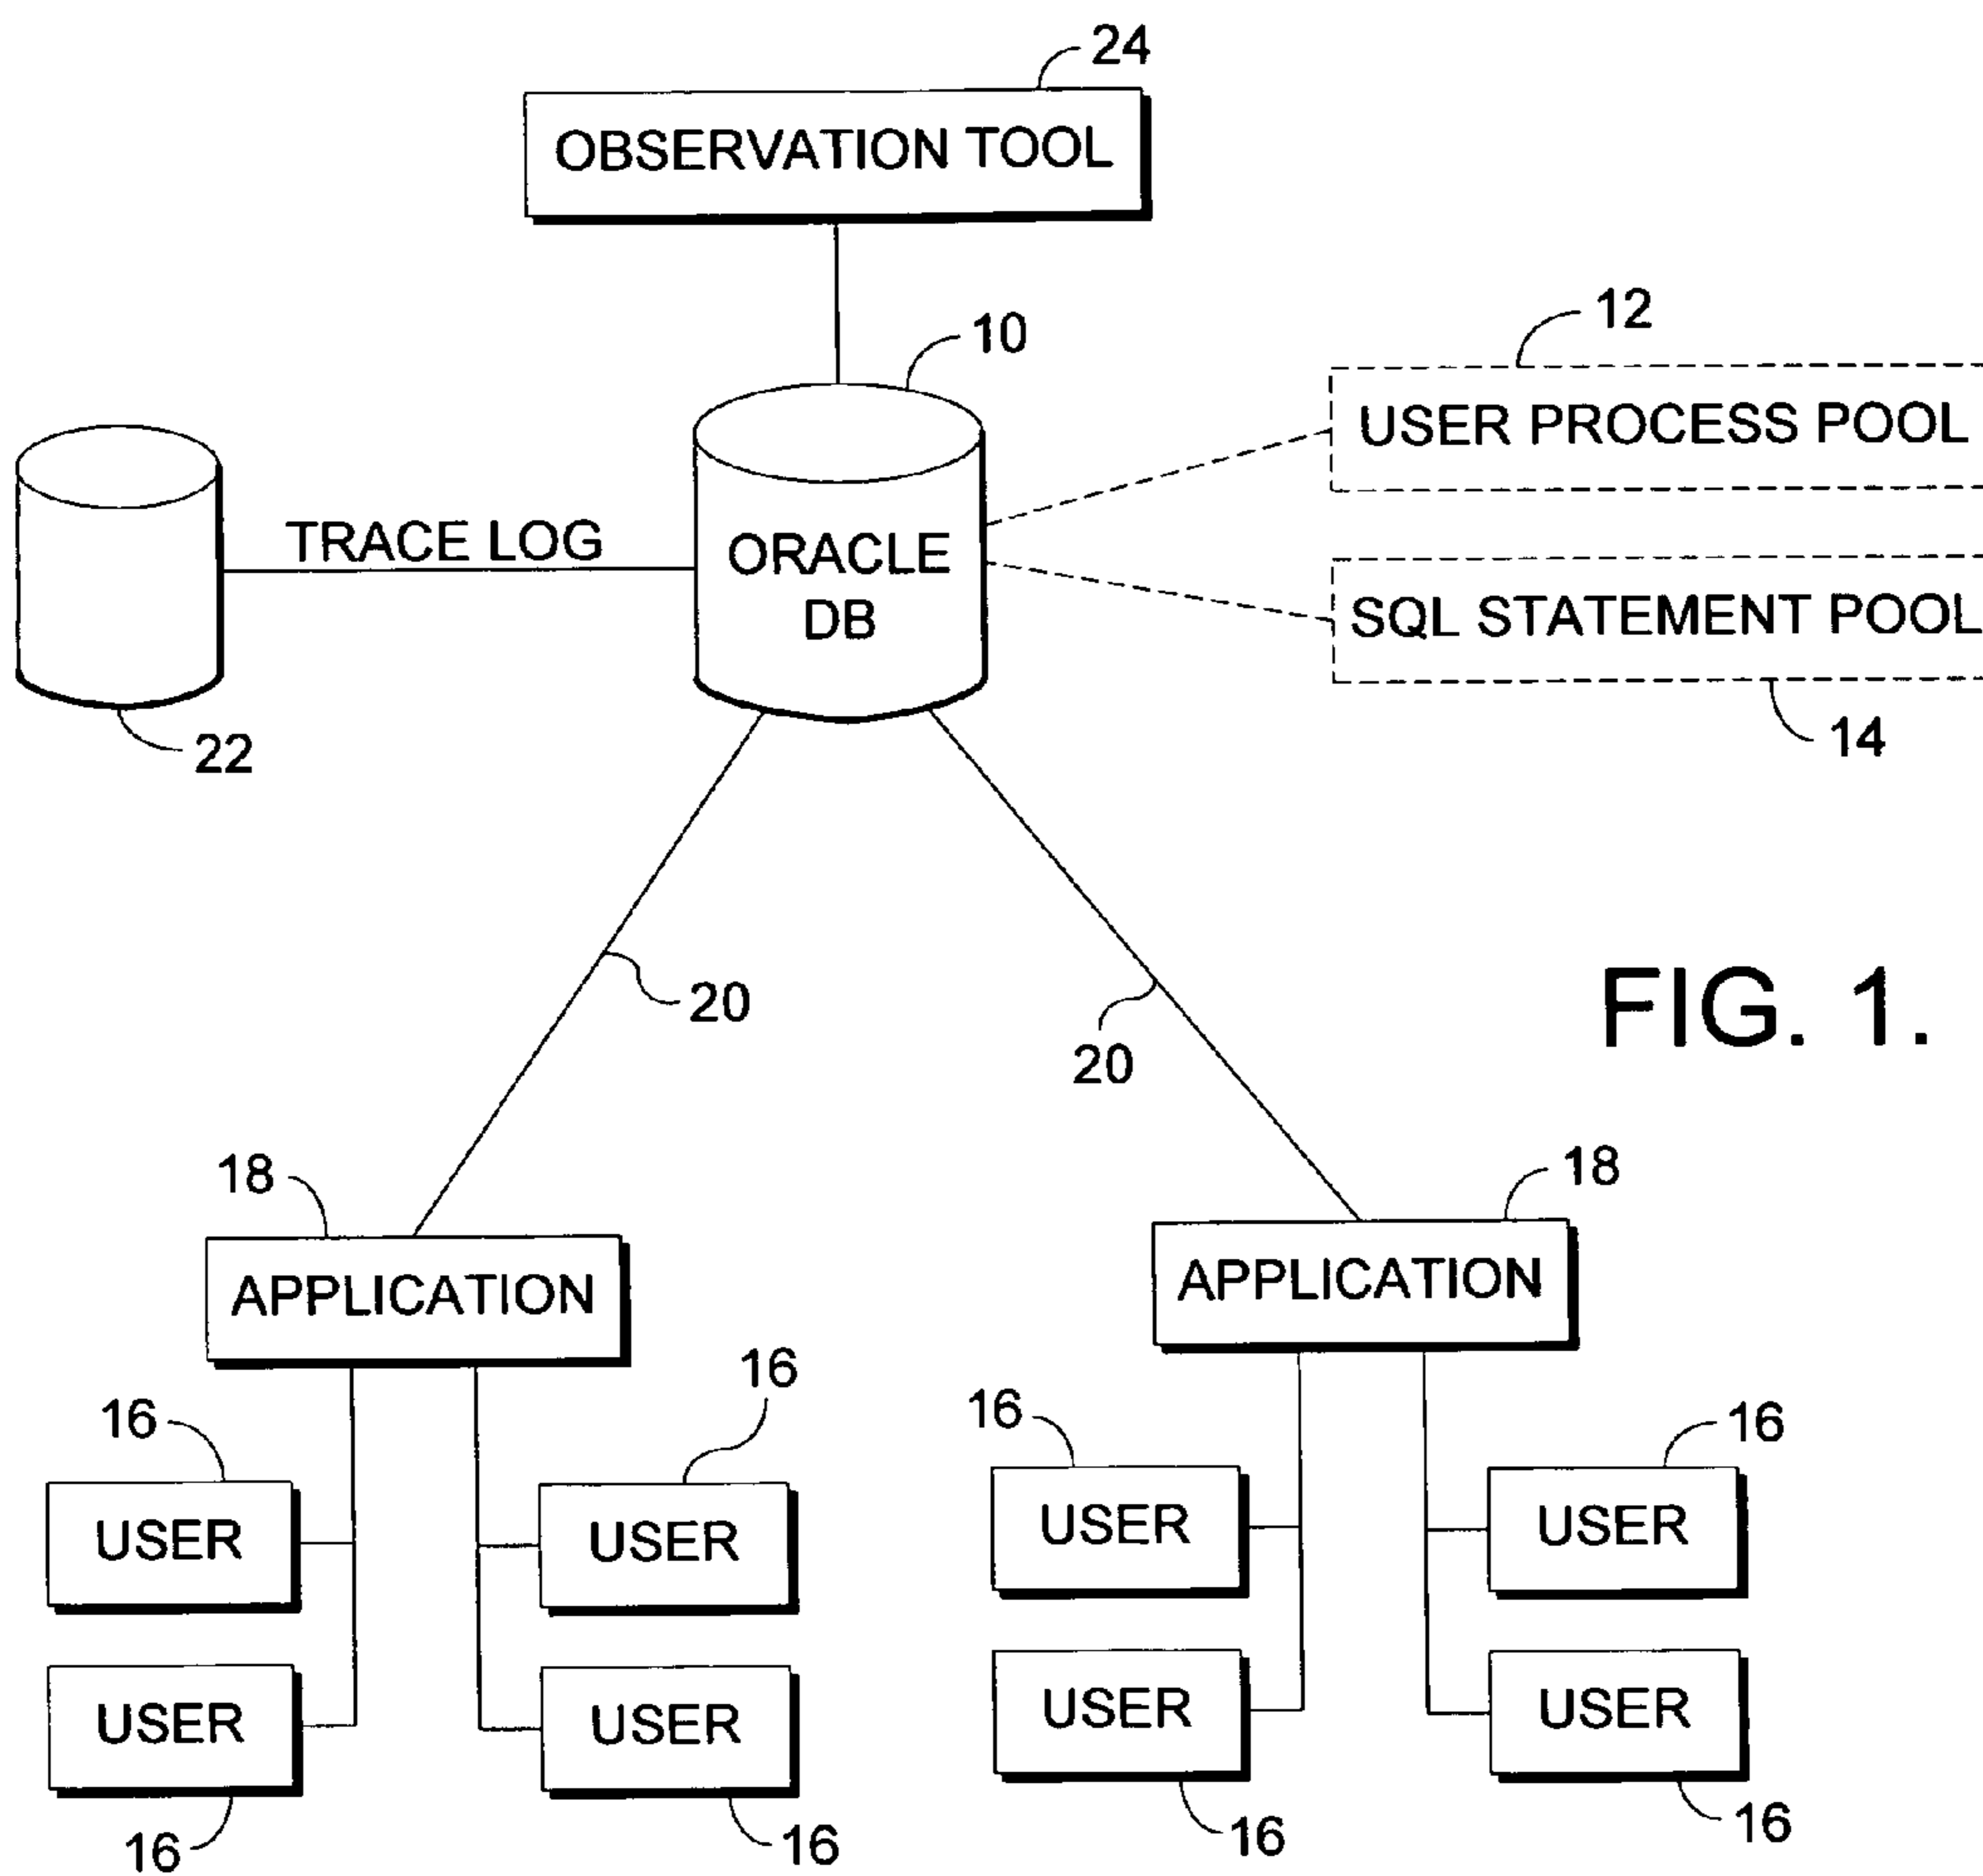 24
OBSERVATION TOOL
10
12
USER PROCESS POOL
TRACE LOG
ORACLE
DB
SQL STATEMENT POOL
22
14
20
20
FIG. 1.
18
18
APPLICATION
APPLICATION
16
16
16
16
USER
USER
USER
USER
USER
USER
USER
USER
16
16
16
16